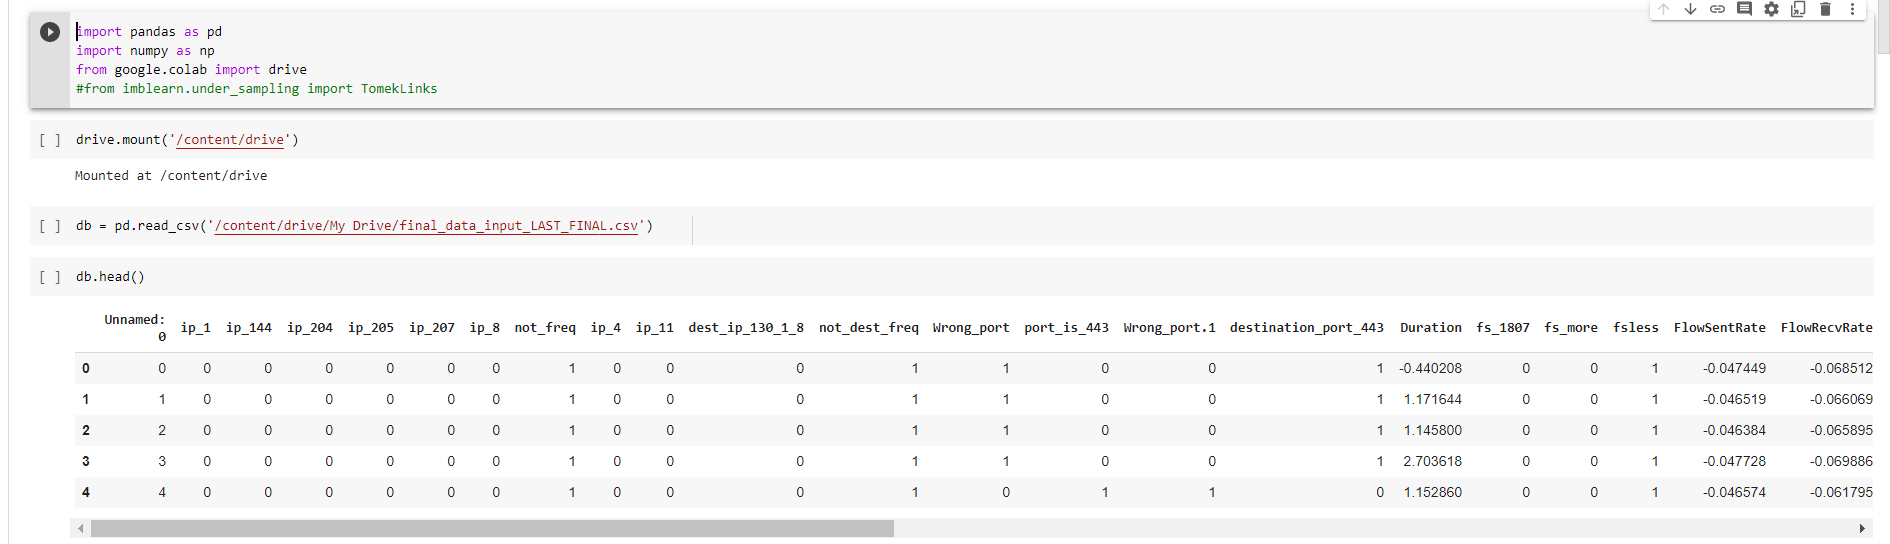 import pandas as pd
import numpy as np
from google.colab import drive
#from imblearn.under_sampling import TomekLinks
[ ] drive.mount('/content/drive')
Mounted at /content/drive
[ ] db = pd.read_csv('/content/drive/My Drive/final_data_input_LAST_FINAL.csv')
[ ] db.head()
Unnamed: 0 ip_1 ip_144 ip_204 ip_205 ip_207 ip_8 not_freq ip_4 ip_11 dest_ip_130_1_8 not_dest_freq Wrong_port port_is_443 Wrong_port.1 destination_port_443 Duration fs_1807 fs_more fsless FlowSentRate FlowRecvRate
0 0 0 0 0 0 0 0 1 0 0 0 1 1 0 0 1 -0.440208 0 0 1 -0.047449 -0.068512
1 1 0 0 0 0 0 0 1 0 0 0 1 1 0 0 1 1.171644 0 0 1 -0.046519 -0.066069
2 2 0 0 0 0 0 0 1 0 0 0 1 1 0 0 1 1.145800 0 0 1 -0.046384 -0.065895
3 3 0 0 0 0 0 0 1 0 0 0 1 1 0 0 1 2.703618 0 0 1 -0.047728 -0.069886
4 4 0 0 0 0 0 0 1 0 0 0 1 0 1 1 0 1.152860 0 0 1 -0.046574 -0.061795